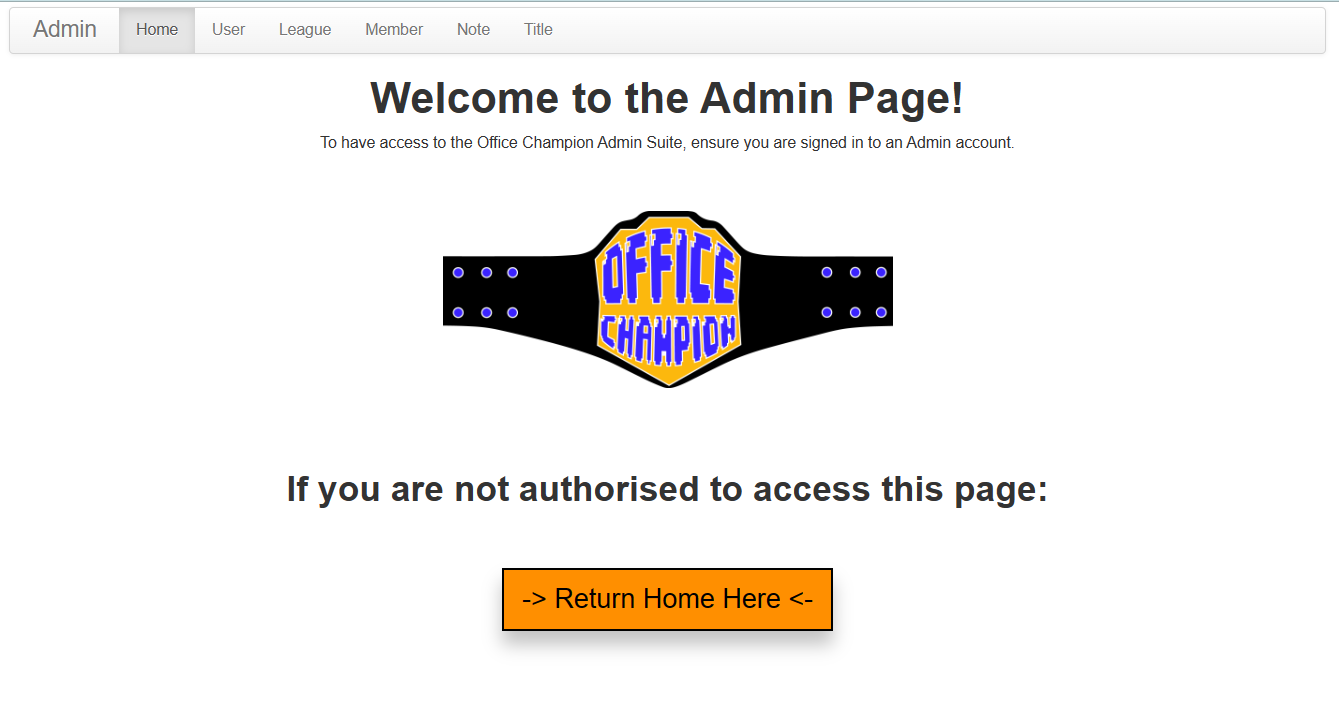 Admin Home User League Member Note Title
Welcome to the Admin Page!
To have access to the Office Champion Admin Suite, ensure you are signed in to an Admin account.
OFFICE
CHAMPION
If you are not authorised to access this page:
-> Return Home Here <-